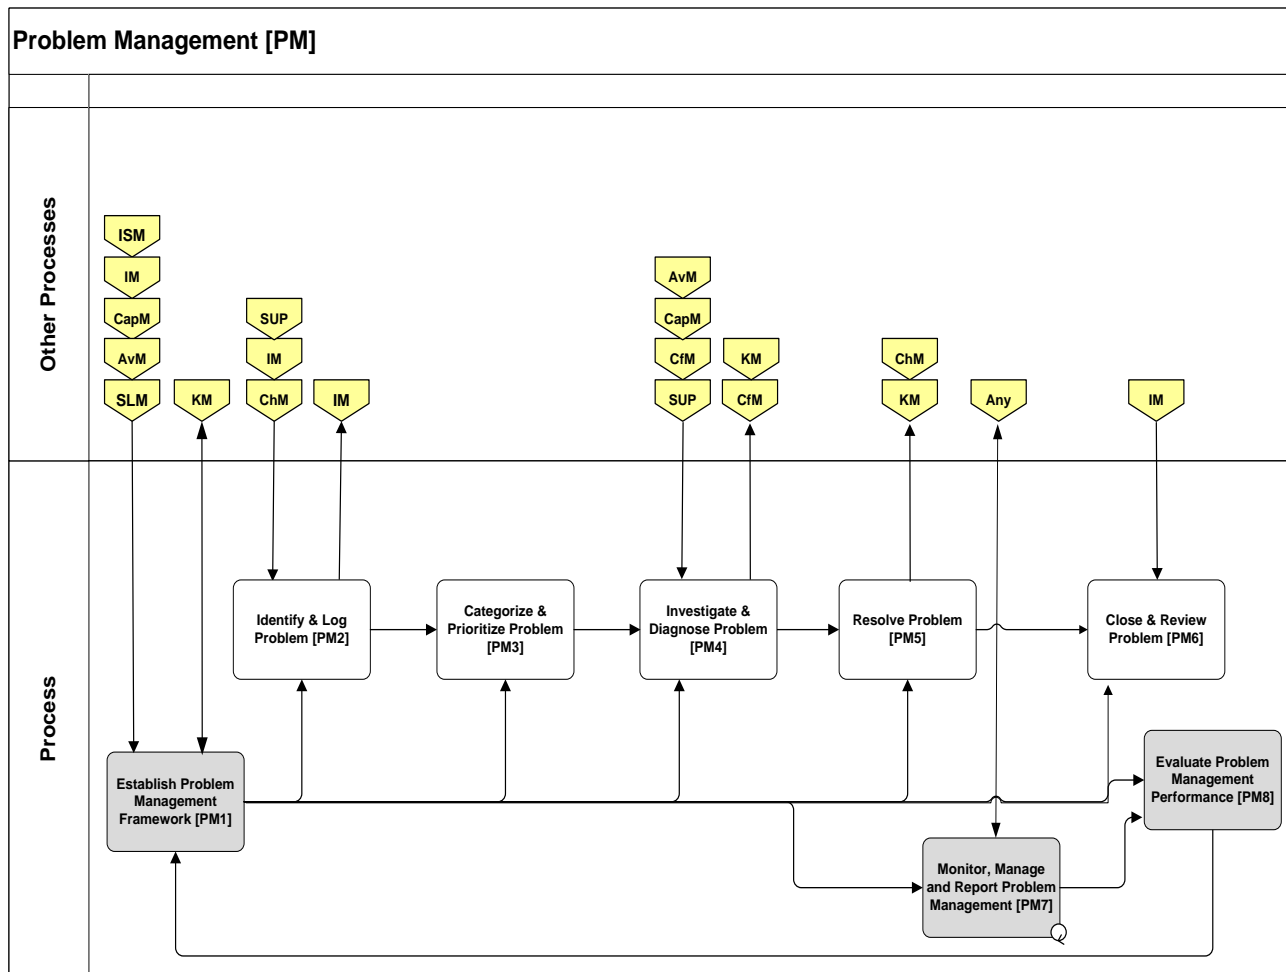 Problem Management [PM]
Other Processes
ISM
IM
CapM
AvM
SLM
KM
SUP
IM
ChM
IM
AvM
CapM
CfM
SUP
KM
CfM
ChM
KM
Any
IM
Process
Identify & Log
Problem [PM2]
Categorize &
Prioritize Problem
[PM3]
Investigate &
Diagnose Problem
[PM4]
Resolve Problem
[PM5]
Close & Review
Problem [PM6]
Establish Problem
Management
Framework [PM1]
Evaluate Problem
Management
Performance [PM8]
Monitor, Manage
and Report Problem
Management [PM7]